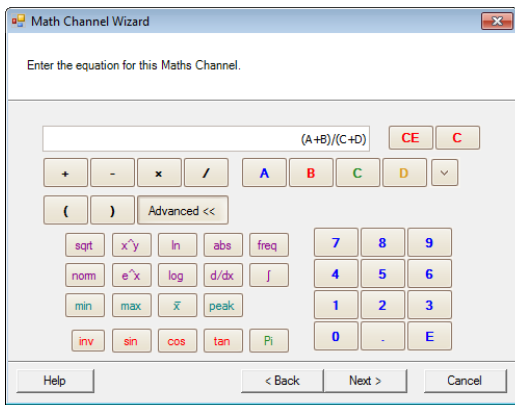 Math Channel Wizard
Enter the equation for this Maths Channel.
(A+B)/(C+D) CE C
+ - × / A B C D
( ) Advanced <<
sqrt x^y ln abs freq 7 8 9
norm e^x log d/dx ∫ 4 5 6
min max x̅ peak 1 2 3
inv sin cos tan Pi 0 . E
Help < Back Next > Cancel